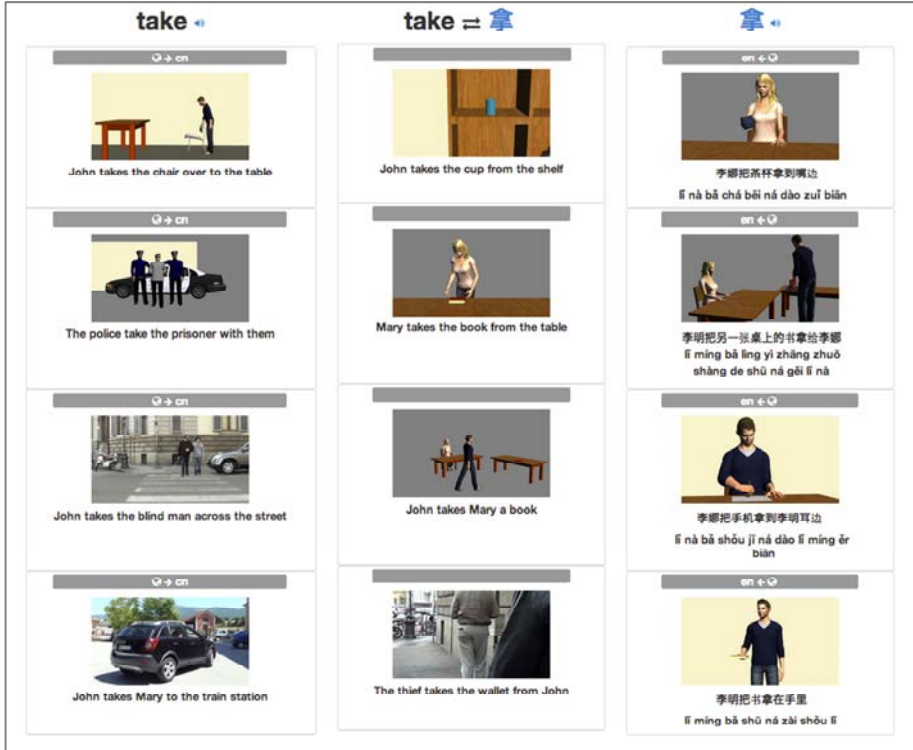 take
take ⇄ 拿
拿
→ cn
en ←
John takes the chair over to the table
John takes the cup from the shelf
李娜把茶杯拿到嘴边
lǐ nà bǎ chá bēi ná dào zuǐ biān
→ cn
en ←
The police take the prisoner with them
Mary takes the book from the table
李明把另一张桌上的书拿给李娜
lǐ míng bǎ lìng yì zhāng zhuō
shàng de shū ná gěi lǐ nà
→ cn
en ←
John takes the blind man across the street
John takes Mary a book
李娜把手机拿到李明耳边
lǐ nà bǎ shǒu jī ná dào lǐ míng ěr
biān
→ cn
en ←
John takes Mary to the train station
The thief takes the wallet from John
李明把书拿在手里
lǐ míng bǎ shū ná zài shǒu lǐ